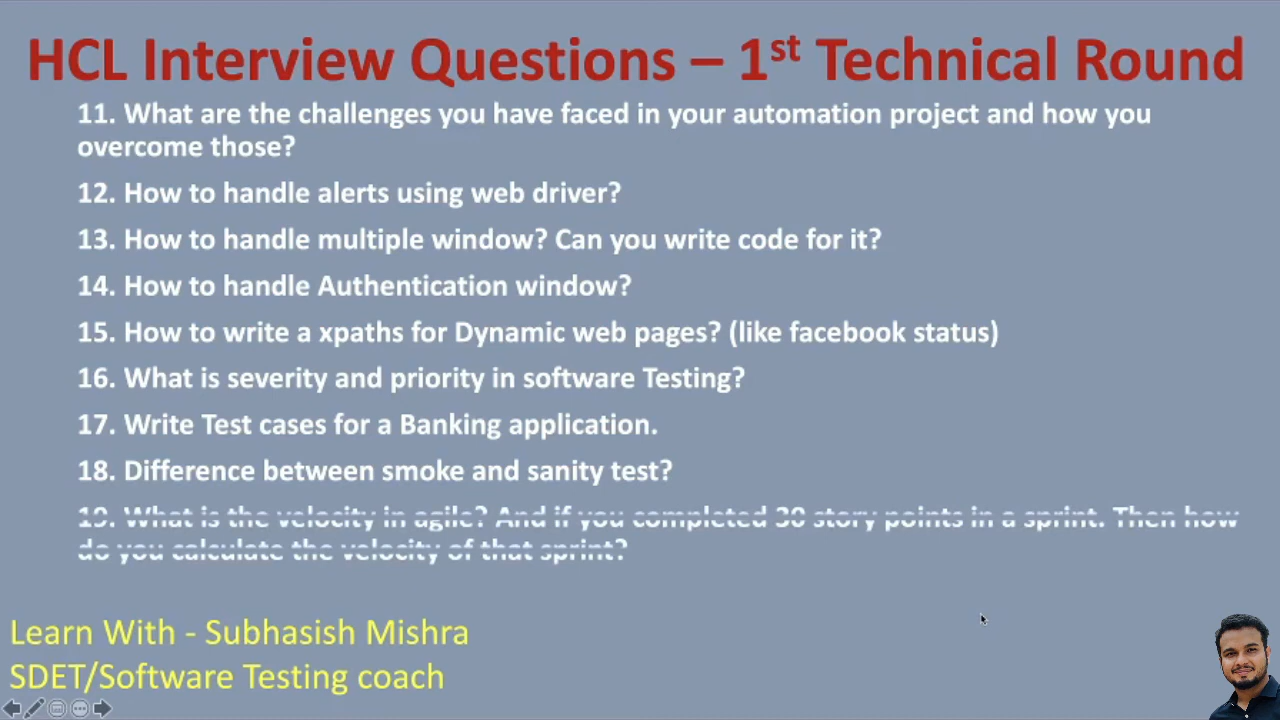 HCL Interview Questions – 1st Technical Round
11. What are the challenges you have faced in your automation project and how you
overcome those?
12. How to handle alerts using web driver?
13. How to handle multiple window? Can you write code for it?
14. How to handle Authentication window?
15. How to write a xpaths for Dynamic web pages? (like facebook status)
16. What is severity and priority in software Testing?
17. Write Test cases for a Banking application.
18. Difference between smoke and sanity test?
19. What is the velocity in agile? And if you completed 30 story points in a sprint. Then how
do you calculate the velocity of that sprint?
Learn With - Subhasish Mishra
SDET/Software Testing coach